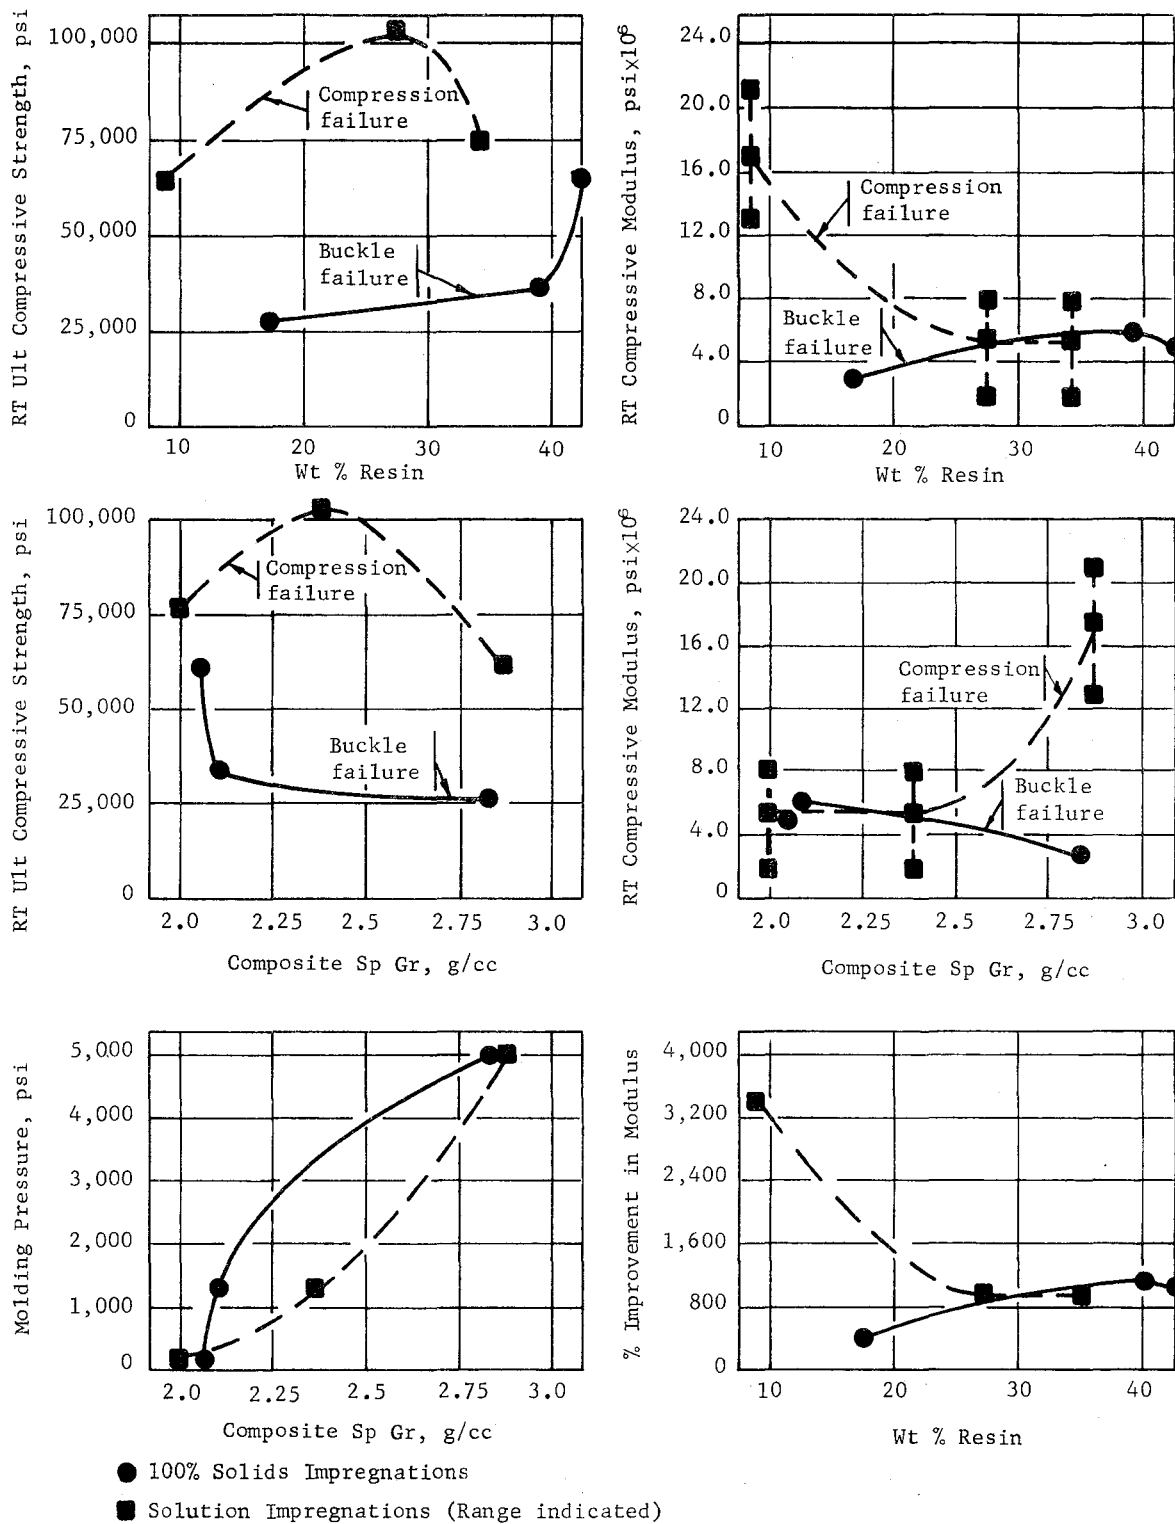 RT Ult Compressive Strength, psi
100,000
75,000
50,000
25,000
0
Compression
failure
Buckle
failure
10
20
30
40
Wt % Resin
RT Compressive Modulus, psix10⁶
24.0
20.0
16.0
12.0
8.0
4.0
0
Compression
failure
Buckle
failure
10
20
30
40
Wt % Resin
RT Ult Compressive Strength, psi
100,000
75,000
50,000
25,000
0
Compression
failure
Buckle
failure
2.0
2.25
2.5
2.75
3.0
Composite Sp Gr, g/cc
RT Compressive Modulus, psix10⁶
24.0
20.0
16.0
12.0
8.0
4.0
0
Compression
failure
Buckle
failure
2.0
2.25
2.5
2.75
3.0
Composite Sp Gr, g/cc
Molding Pressure, psi
5,000
4,000
3,000
2,000
1,000
0
2.0
2.25
2.5
2.75
3.0
Composite Sp Gr, g/cc
% Improvement in Modulus
4,000
3,200
2,400
1,600
800
0
10
20
30
40
Wt % Resin
100% Solids Impregnations
Solution Impregnations (Range indicated)